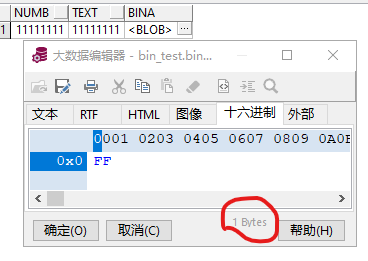 NUMB TEXT BINA
1 11111111 11111111 <BLOB> ...
大数据编辑器 - bin_test.bin...
文本 RTF HTML 图像 十六进制 外部
0001 0203 0405 0607 0809 0A0B
0x0 FF
1 Bytes
确定(O) 取消(C) 帮助(H)